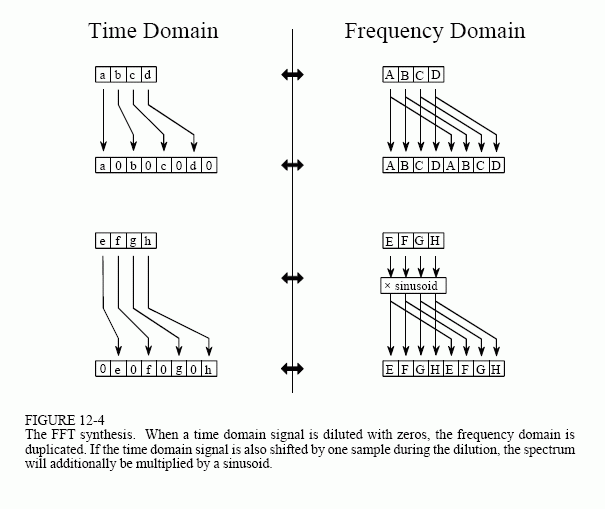 Time Domain Frequency Domain
a b c d A B C D
a 0 b 0 c 0 d 0 A B C D A B C D
e f g h E F G H
× sinusoid
0 e 0 f 0 g 0 h E F G H E F G H
FIGURE 12-4
The FFT synthesis. When a time domain signal is diluted with zeros, the frequency domain is
duplicated. If the time domain signal is also shifted by one sample during the dilution, the spectrum
will additionally be multiplied by a sinusoid.